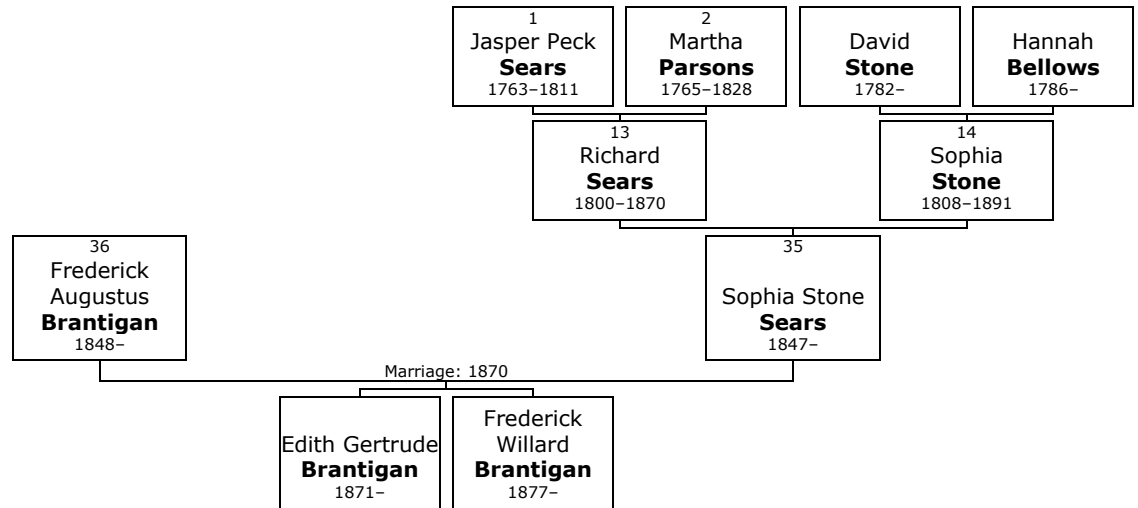 1
Jasper Peck
Sears
1763–1811
2
Martha
Parsons
1765–1828
David
Stone
1782–
Hannah
Bellows
1786–
13
Richard
Sears
1800–1870
14
Sophia
Stone
1808–1891
36
Frederick
Augustus
Brantigan
1848–
35
Sophia Stone
Sears
1847–
Marriage: 1870
Edith Gertrude
Brantigan
1871–
Frederick
Willard
Brantigan
1877–